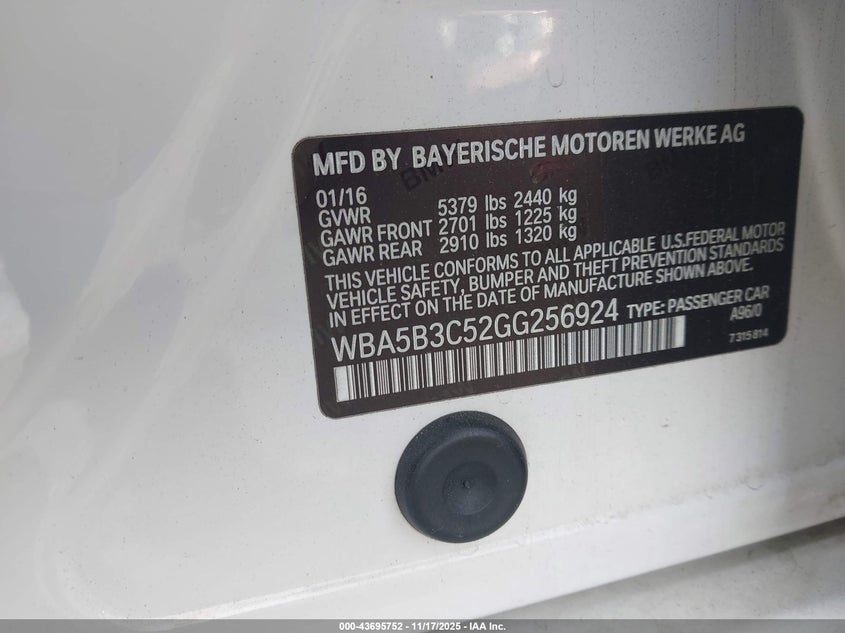 MFD BY BAYERISCHE MOTOREN WERKE AG
01/16
GVWR 5379 lbs 2440 kg
GAWR FRONT 2701 lbs 1225 kg
GAWR REAR 2910 lbs 1320 kg
THIS VEHICLE CONFORMS TO ALL APPLICABLE U.S.FEDERAL MOTOR
VEHICLE SAFETY, BUMPER AND THEFT PREVENTION STANDARDS
IN EFFECT ON THE DATE OF MANUFACTURE SHOWN ABOVE.
WBA5B3C52GG256924 TYPE: PASSENGER CAR
A96/0
7315814
000-43695752 | 11/17/2025 - IAA Inc.